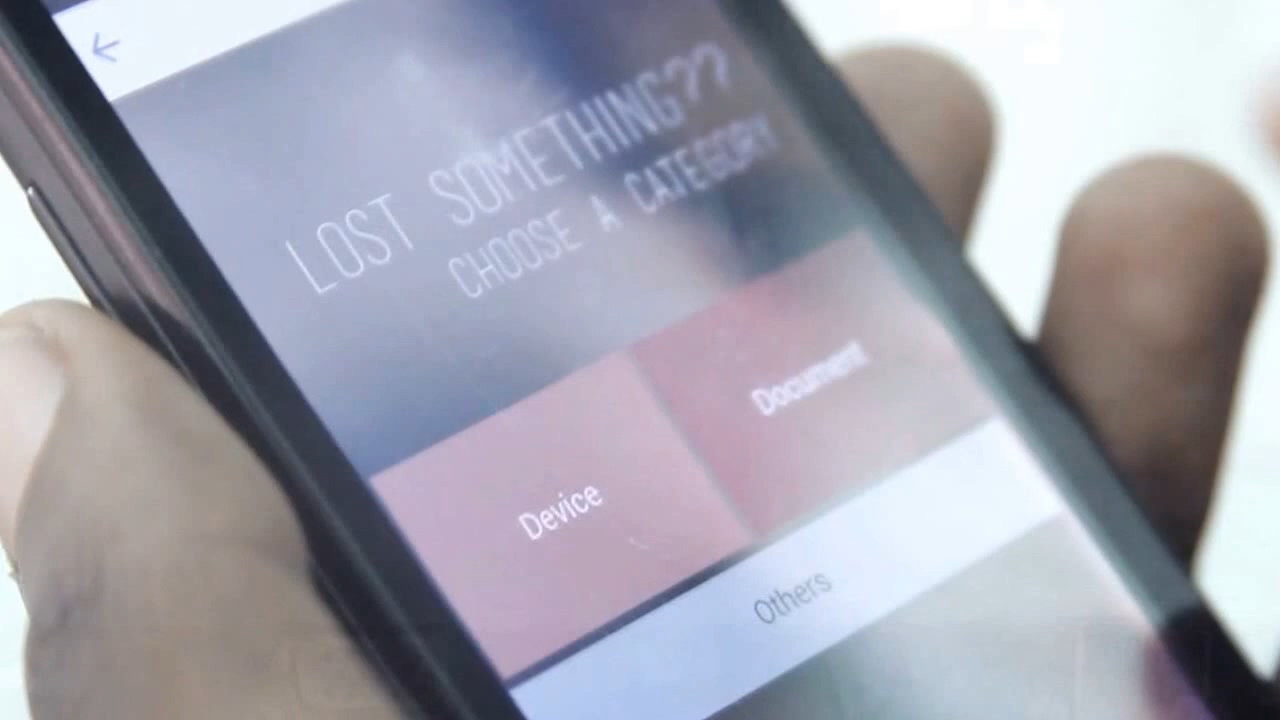 LOST SOMETHING??
CHOOSE A CATEGORY
Device
Document
Others